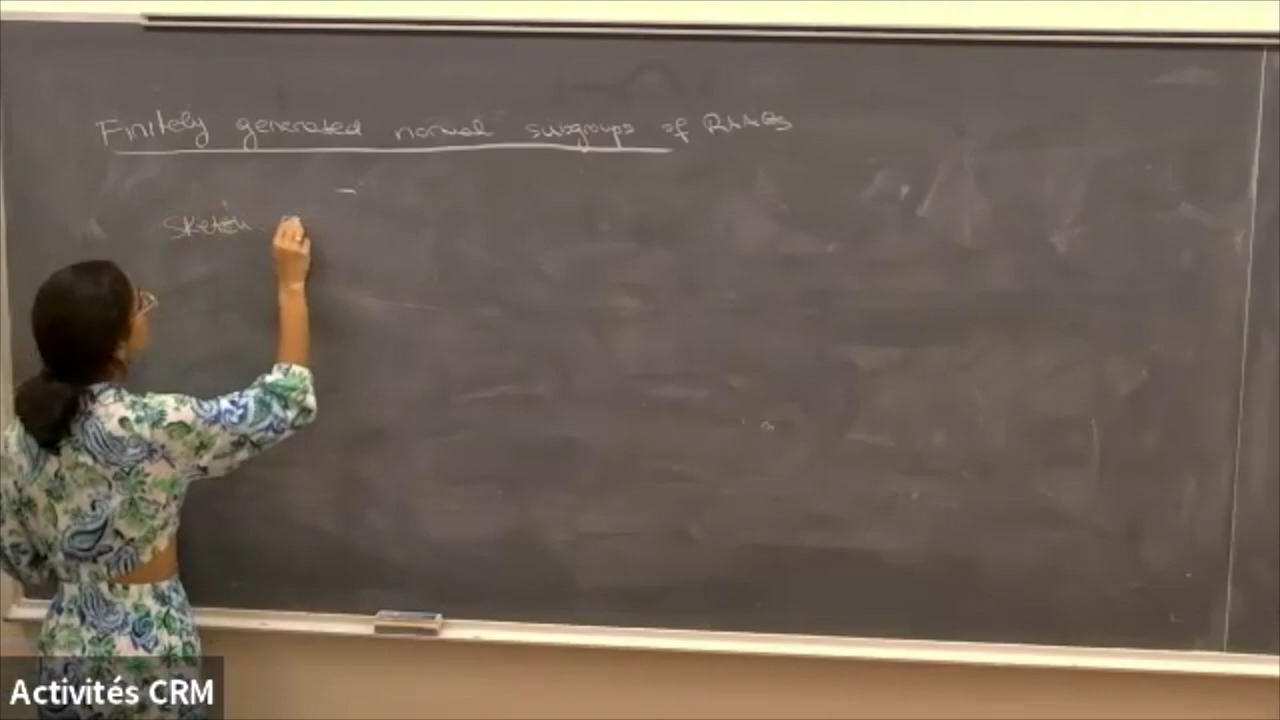 Finitely generated normal subgroups of RAAGs
Sketch
Activités CRM